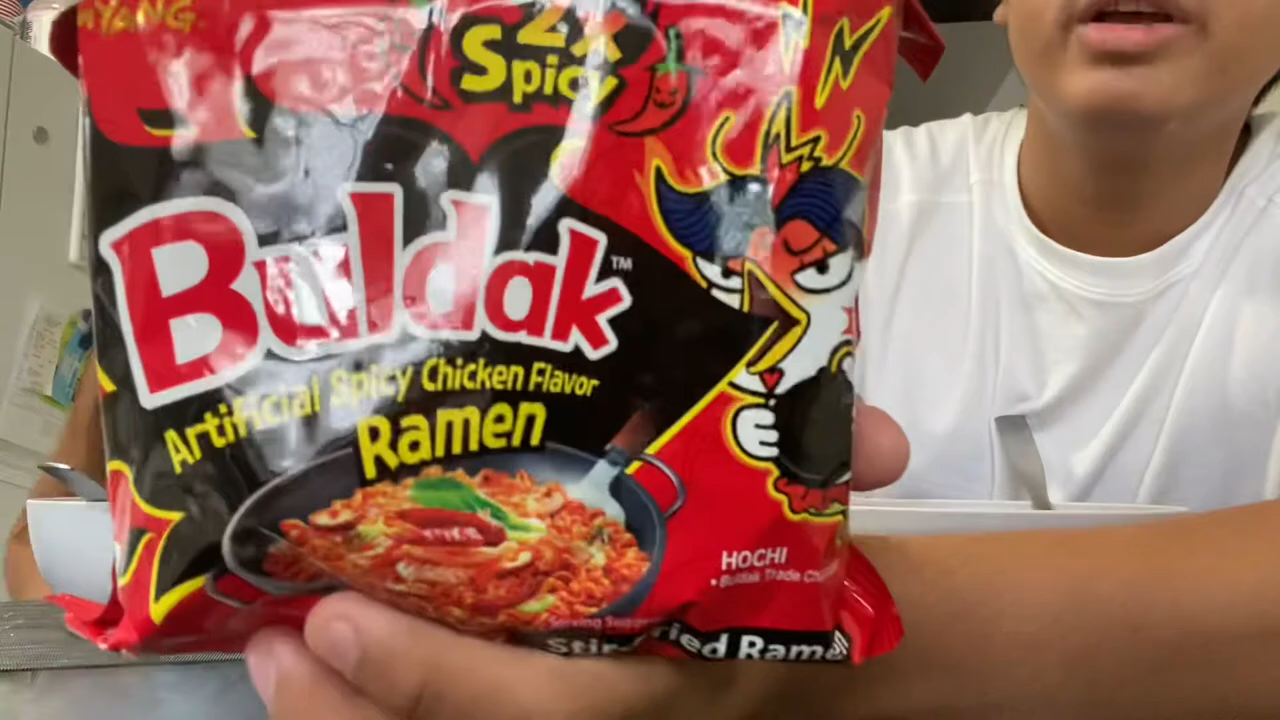 2X
Spicy
Buldak™
Artificial Spicy Chicken Flavor
Ramen
HOCHI
Stir-Fried Ramen